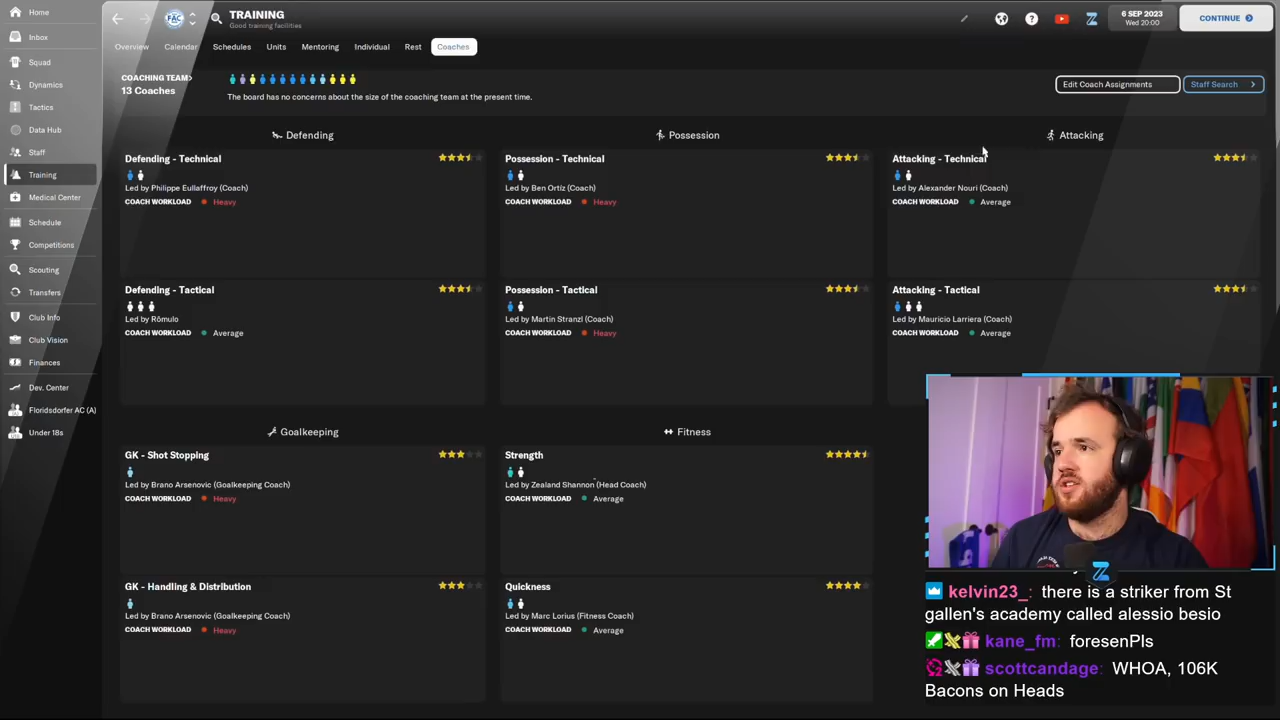 Home
Inbox
Squad
Dynamics
Tactics
Data Hub
Staff
Training
Medical Center
Schedule
Competitions
Scouting
Transfers
Club Info
Club Vision
Finances
Dev. Center
Floridsdorfer AC (A)
Under 18s
FAC
TRAINING
Good training facilities
6 SEP 2023
Wed 20:00
CONTINUE
Overview
Calendar
Schedules
Units
Mentoring
Individual
Rest
Coaches
COACHING TEAM>
13 Coaches
The board has no concerns about the size of the coaching team at the present time.
Edit Coach Assignments
Staff Search >
Defending
Possession
Attacking
Defending - Technical
Led by Philippe Eullaffroy (Coach)
COACH WORKLOAD Heavy
Possession - Technical
Led by Ben Ortíz (Coach)
COACH WORKLOAD Heavy
Attacking - Technical
Led by Alexander Nouri (Coach)
COACH WORKLOAD Average
Defending - Tactical
Led by Rômulo
COACH WORKLOAD Average
Possession - Tactical
Led by Martin Stranzl (Coach)
COACH WORKLOAD Heavy
Attacking - Tactical
Led by Mauricio Larriera (Coach)
COACH WORKLOAD Average
Goalkeeping
Fitness
GK - Shot Stopping
Led by Brano Arsenovic (Goalkeeping Coach)
COACH WORKLOAD Heavy
Strength
Led by Zealand Shannon (Head Coach)
COACH WORKLOAD Average
GK - Handling & Distribution
Led by Brano Arsenovic (Goalkeeping Coach)
COACH WORKLOAD Heavy
Quickness
Led by Marc Lorius (Fitness Coach)
COACH WORKLOAD Average
kelvin23_: there is a striker from St
gallen's academy called alessio besio
kane_fm: foresenPls
scottcandage: WHOA, 106K
Bacons on Heads